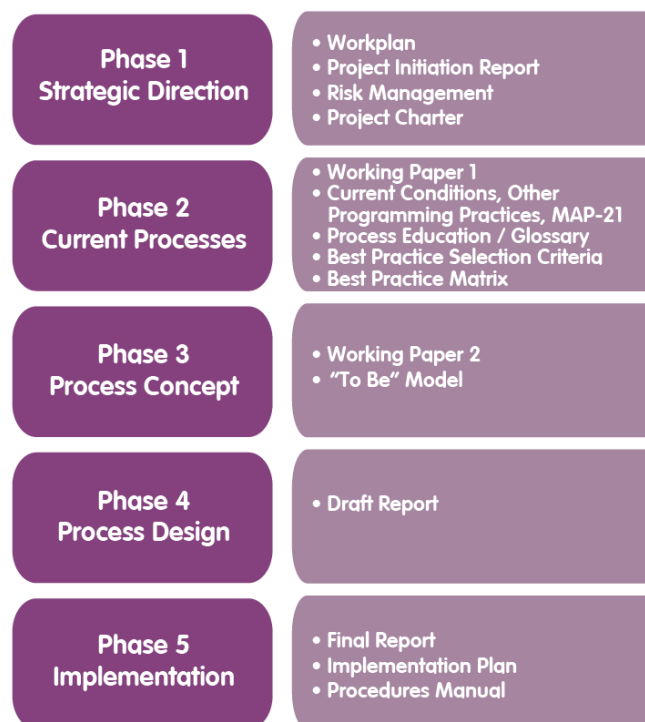 Phase 1
Strategic Direction
• Workplan
• Project Initiation Report
• Risk Management
• Project Charter
Phase 2
Current Processes
• Working Paper 1
• Current Conditions, Other
Programming Practices, MAP-21
• Process Education / Glossary
• Best Practice Selection Criteria
• Best Practice Matrix
Phase 3
Process Concept
• Working Paper 2
• “To Be” Model
Phase 4
Process Design
• Draft Report
Phase 5
Implementation
• Final Report
• Implementation Plan
• Procedures Manual